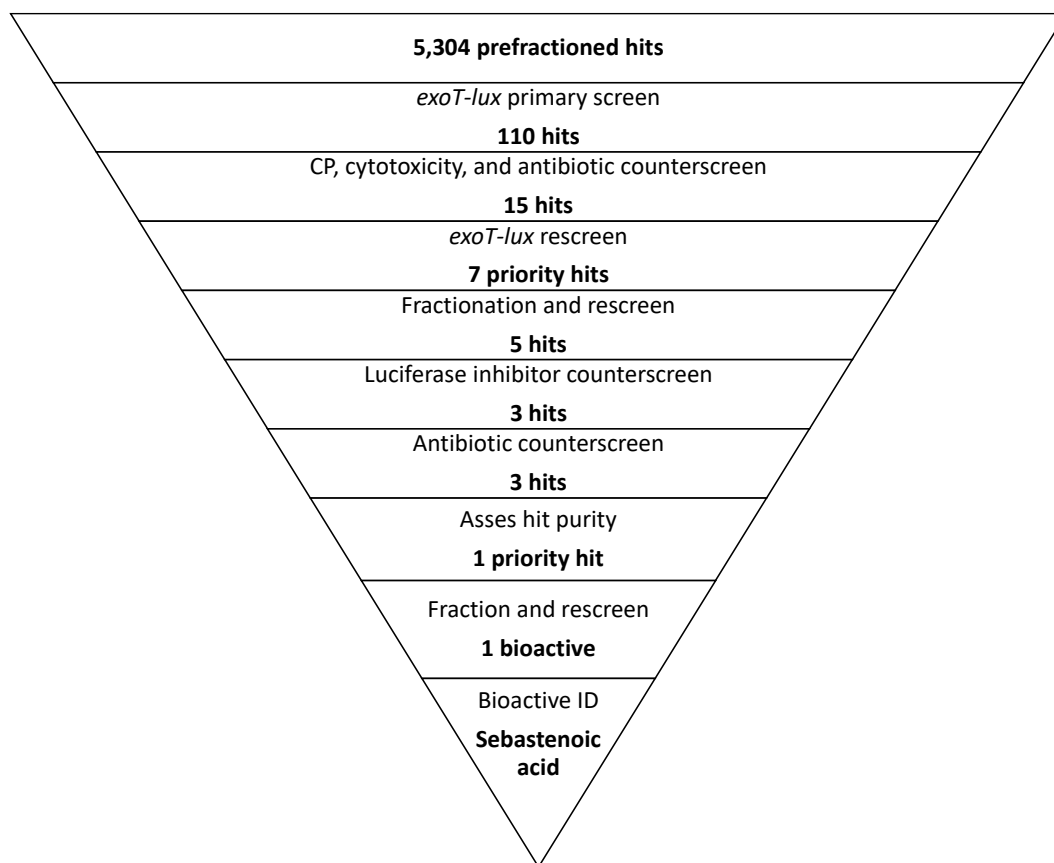 5,304 prefractioned hits
exoT-lux primary screen
110 hits
CP, cytotoxicity, and antibiotic counterscreen
15 hits
exoT-lux rescreen
7 priority hits
Fractionation and rescreen
5 hits
Luciferase inhibitor counterscreen
3 hits
Antibiotic counterscreen
3 hits
Asses hit purity
1 priority hit
Fraction and rescreen
1 bioactive
Bioactive ID
Sebastenoic
acid